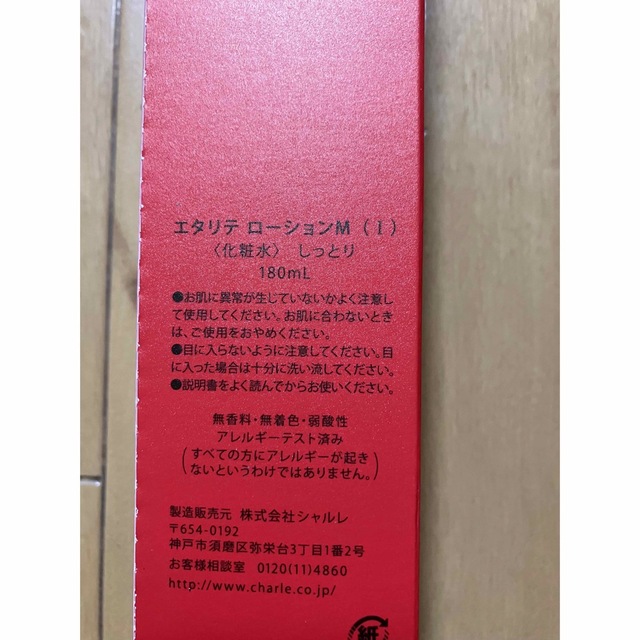 エタリテ ローションM（I）
〈化粧水〉 しっとり
180mL
●お肌に異常が生じていないかよく注意し
て使用してください。お肌に合わないとき
は、ご使用をおやめください。
●目に入らないように注意してください。目
に入った場合は十分に洗い流してください。
●説明書をよく読んでからお使いください。
無香料・無着色・弱酸性
アレルギーテスト済み
（すべての方にアレルギーが起き
ないというわけではありません。）
製造販売元 株式会社シャルレ
〒654-0192
神戸市須磨区弥栄台3丁目1番2号
お客様相談室 0120(11)4860
http://www.charle.co.jp/
紙